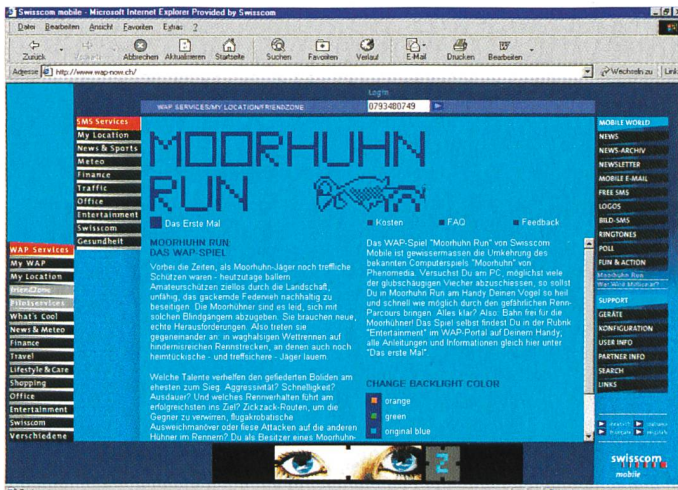 Swisscom mobile - Microsoft Internet Explorer Provided by Swisscom
Datei Bearbeiten Ansicht Favoriten Extras ?
Zurück Abbrechen Aktualisieren Startseite Suchen Favoriten Verlauf E-Mail Drucken Bearbeiten
Adresse http://www.wap-now.ch/ Wechseln zu Link
Login
WAP SERVICES/MY LOCATION/FRIENDZONE 0793480749
SMS Services
My Location
News & Sports
Meteo
Finance
Traffic
Office
Entertainment
Swisscom
Gesundheit
WAP Services
My WAP
My Location
FriendZone
Pilotservices
What's Cool
News & Meteo
Finance
Travel
Lifestyle & Care
Shopping
Office
Entertainment
Swisscom
Verschiedene
MOORHUHN
RUN
Das Erste Mal
Kosten FAQ Feedback
MOORHUHN RUN:
DAS WAP-SPIEL
Vorbei die Zeiten, als Moorhuhn-Jäger noch treffliche
Schützen waren - heutzutage ballern
Amateurschützen ziellos durch die Landschaft,
unfähig, das gackernde Federvieh nachhaltig zu
beseitigen. Die Moorhühner sind es leid, sich mit
solchen Blindgängern abzugeben. Sie brauchen neue,
echte Herausforderungen. Also treten sie
gegeneinander an: in waghalsigen Wettrennen auf
hindernisreichen Rennstrecken, an denen auch noch
heimtückische - und treffsichere - Jäger lauern.
Welche Talente verhelfen den gefiederten Boliden am
ehesten zum Sieg: Aggressivität? Schnelligkeit?
Ausdauer? Und welches Rennverhalten führt am
erfolgreichsten ins Ziel? Zickzack-Routen, um die
Gegner zu verwirren, flugakrobatische
Ausweichmanöver oder fiese Attacken auf die anderen
Hühner im Rennern? Du als Besitzer eines Moorhuhn-
Das WAP-Spiel "Moorhuhn Run" von Swisscom
Mobile ist gewissermassen die Umkehrung des
bekannten Computerspiels "Moorhuhn" von
Phenomedia. Versuchst Du am PC, möglichst viele
der glubschäugigen Viecher abzuschiessen, so sollst
Du in Moorhuhn Run am Handy Deinen Vogel so heil
und schnell wie möglich durch den gefährlichen Renn-
Parcours bringen. Alles klar? Also: Bahn frei für die
Moorhühner! Das Spiel selbst findest Du in der Rubrik
"Entertainment" im WAP-Portal auf Deinem Handy;
alle Anleitungen und Informationen gleich hier unter
"Das erste Mal".
CHANGE BACKLIGHT COLOR
orange
green
original blue
MOBILE WORLD
NEWS
NEWS-ARCHIV
NEWSLETTER
MOBILE E-MAIL
FREE SMS
LOGOS
BILD-SMS
RINGTONES
POLL
FUN & ACTION
Moorhuhn Run
SUPPORT
GERÄTE
KONFIGURATION
USER INFO
PARTNER INFO
SEARCH
LINKS
swisscom
mobile